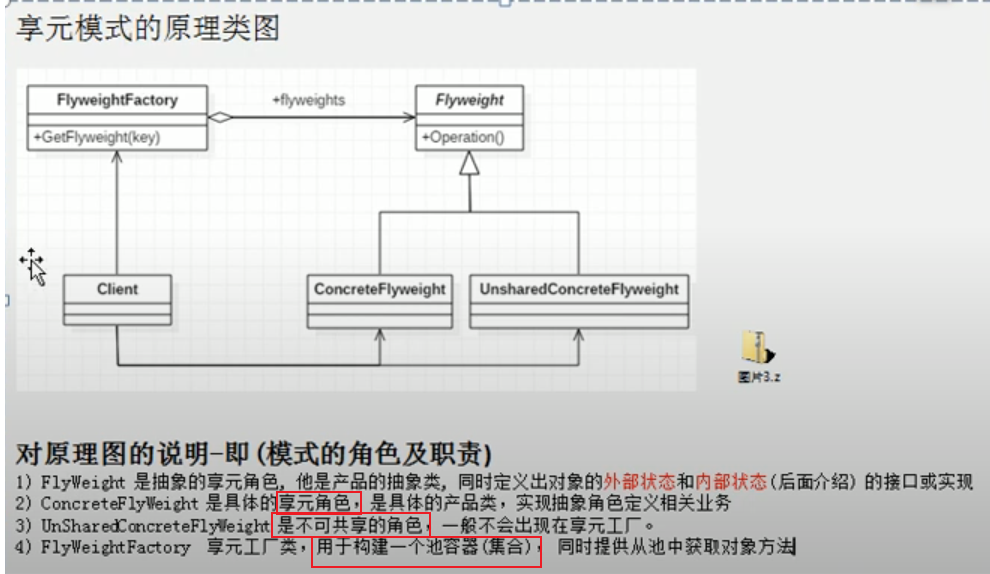 享元模式的原理类图
FlyweightFactory
+flyweights
Flyweight
+GetFlyweight(key)
+Operation()
Client
ConcreteFlyweight
UnsharedConcreteFlyweight
图片3.z
对原理图的说明-即(模式的角色及职责)
1) FlyWeight 是抽象的享元角色, 他是产品的抽象类, 同时定义出对象的外部状态和内部状态(后面介绍) 的接口或实现
2) ConcreteFlyWeight 是具体的享元角色, 是具体的产品类, 实现抽象角色定义相关业务
3) UnSharedConcreteFlyWeight 是不可共享的角色, 一般不会出现在享元工厂。
4) FlyWeightFactory 享元工厂类, 用于构建一个池容器(集合), 同时提供从池中获取对象方法